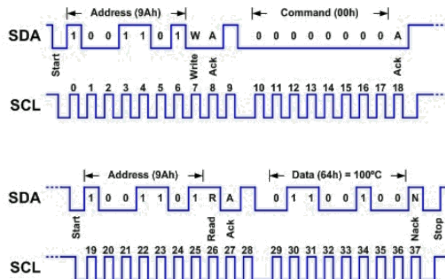 Address (9Ah) Command (00h)
SDA 1 0 0 1 1 0 1 W A 0 0 0 0 0 0 0 0 A
Start Write Ack Ack
0 1 2 3 4 5 6 7 8 9 10 11 12 13 14 15 16 17 18
SCL
Address (9Ah) Data (64h) = 100ºC
SDA 1 0 0 1 1 0 1 R A 0 1 1 0 0 1 0 0 N
Start Read Ack Nack Stop
19 20 21 22 23 24 25 26 27 28 29 30 31 32 33 34 35 36 37
SCL